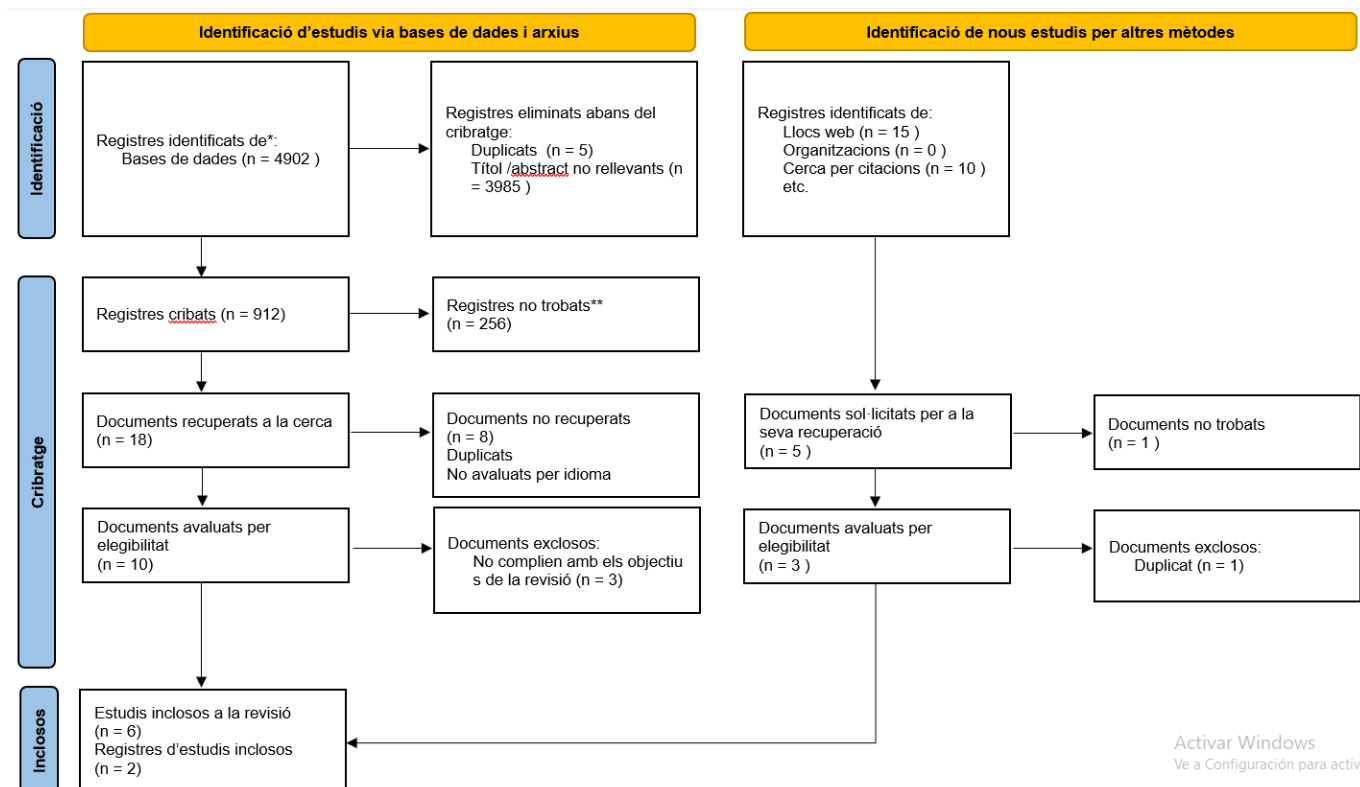 Identificació d'estudis via bases de dades i arxius
Identificació de nous estudis per altres mètodes
Identificació
Registres identificats de*:
Bases de dades (n = 4902 )
Registres eliminats abans del
cribratge:
Duplicats (n = 5)
Títol /abstract no rellevants (n
= 3985 )
Registres identificats de:
Llocs web (n = 15 )
Organitzacions (n = 0 )
Cerca per citacions (n = 10 )
etc.
Cribratge
Registres cribats (n = 912)
Registres no trobats**
(n = 256)
Documents recuperats a la cerca
(n = 18)
Documents no recuperats
(n = 8)
Duplicats
No avaluats per idioma
Documents sol·licitats per a la
seva recuperació
(n = 5 )
Documents no trobats
(n = 1 )
Documents avaluats per
elegibilitat
(n = 10)
Documents exclosos:
No complien amb els objectiu
s de la revisió (n = 3)
Documents avaluats per
elegibilitat
(n = 3 )
Documents exclosos:
Duplicat (n = 1)
Inclosos
Estudis inclosos a la revisió
(n = 6)
Registres d'estudis inclosos
(n = 2)
Activar Windows
Ve a Configuración para activ